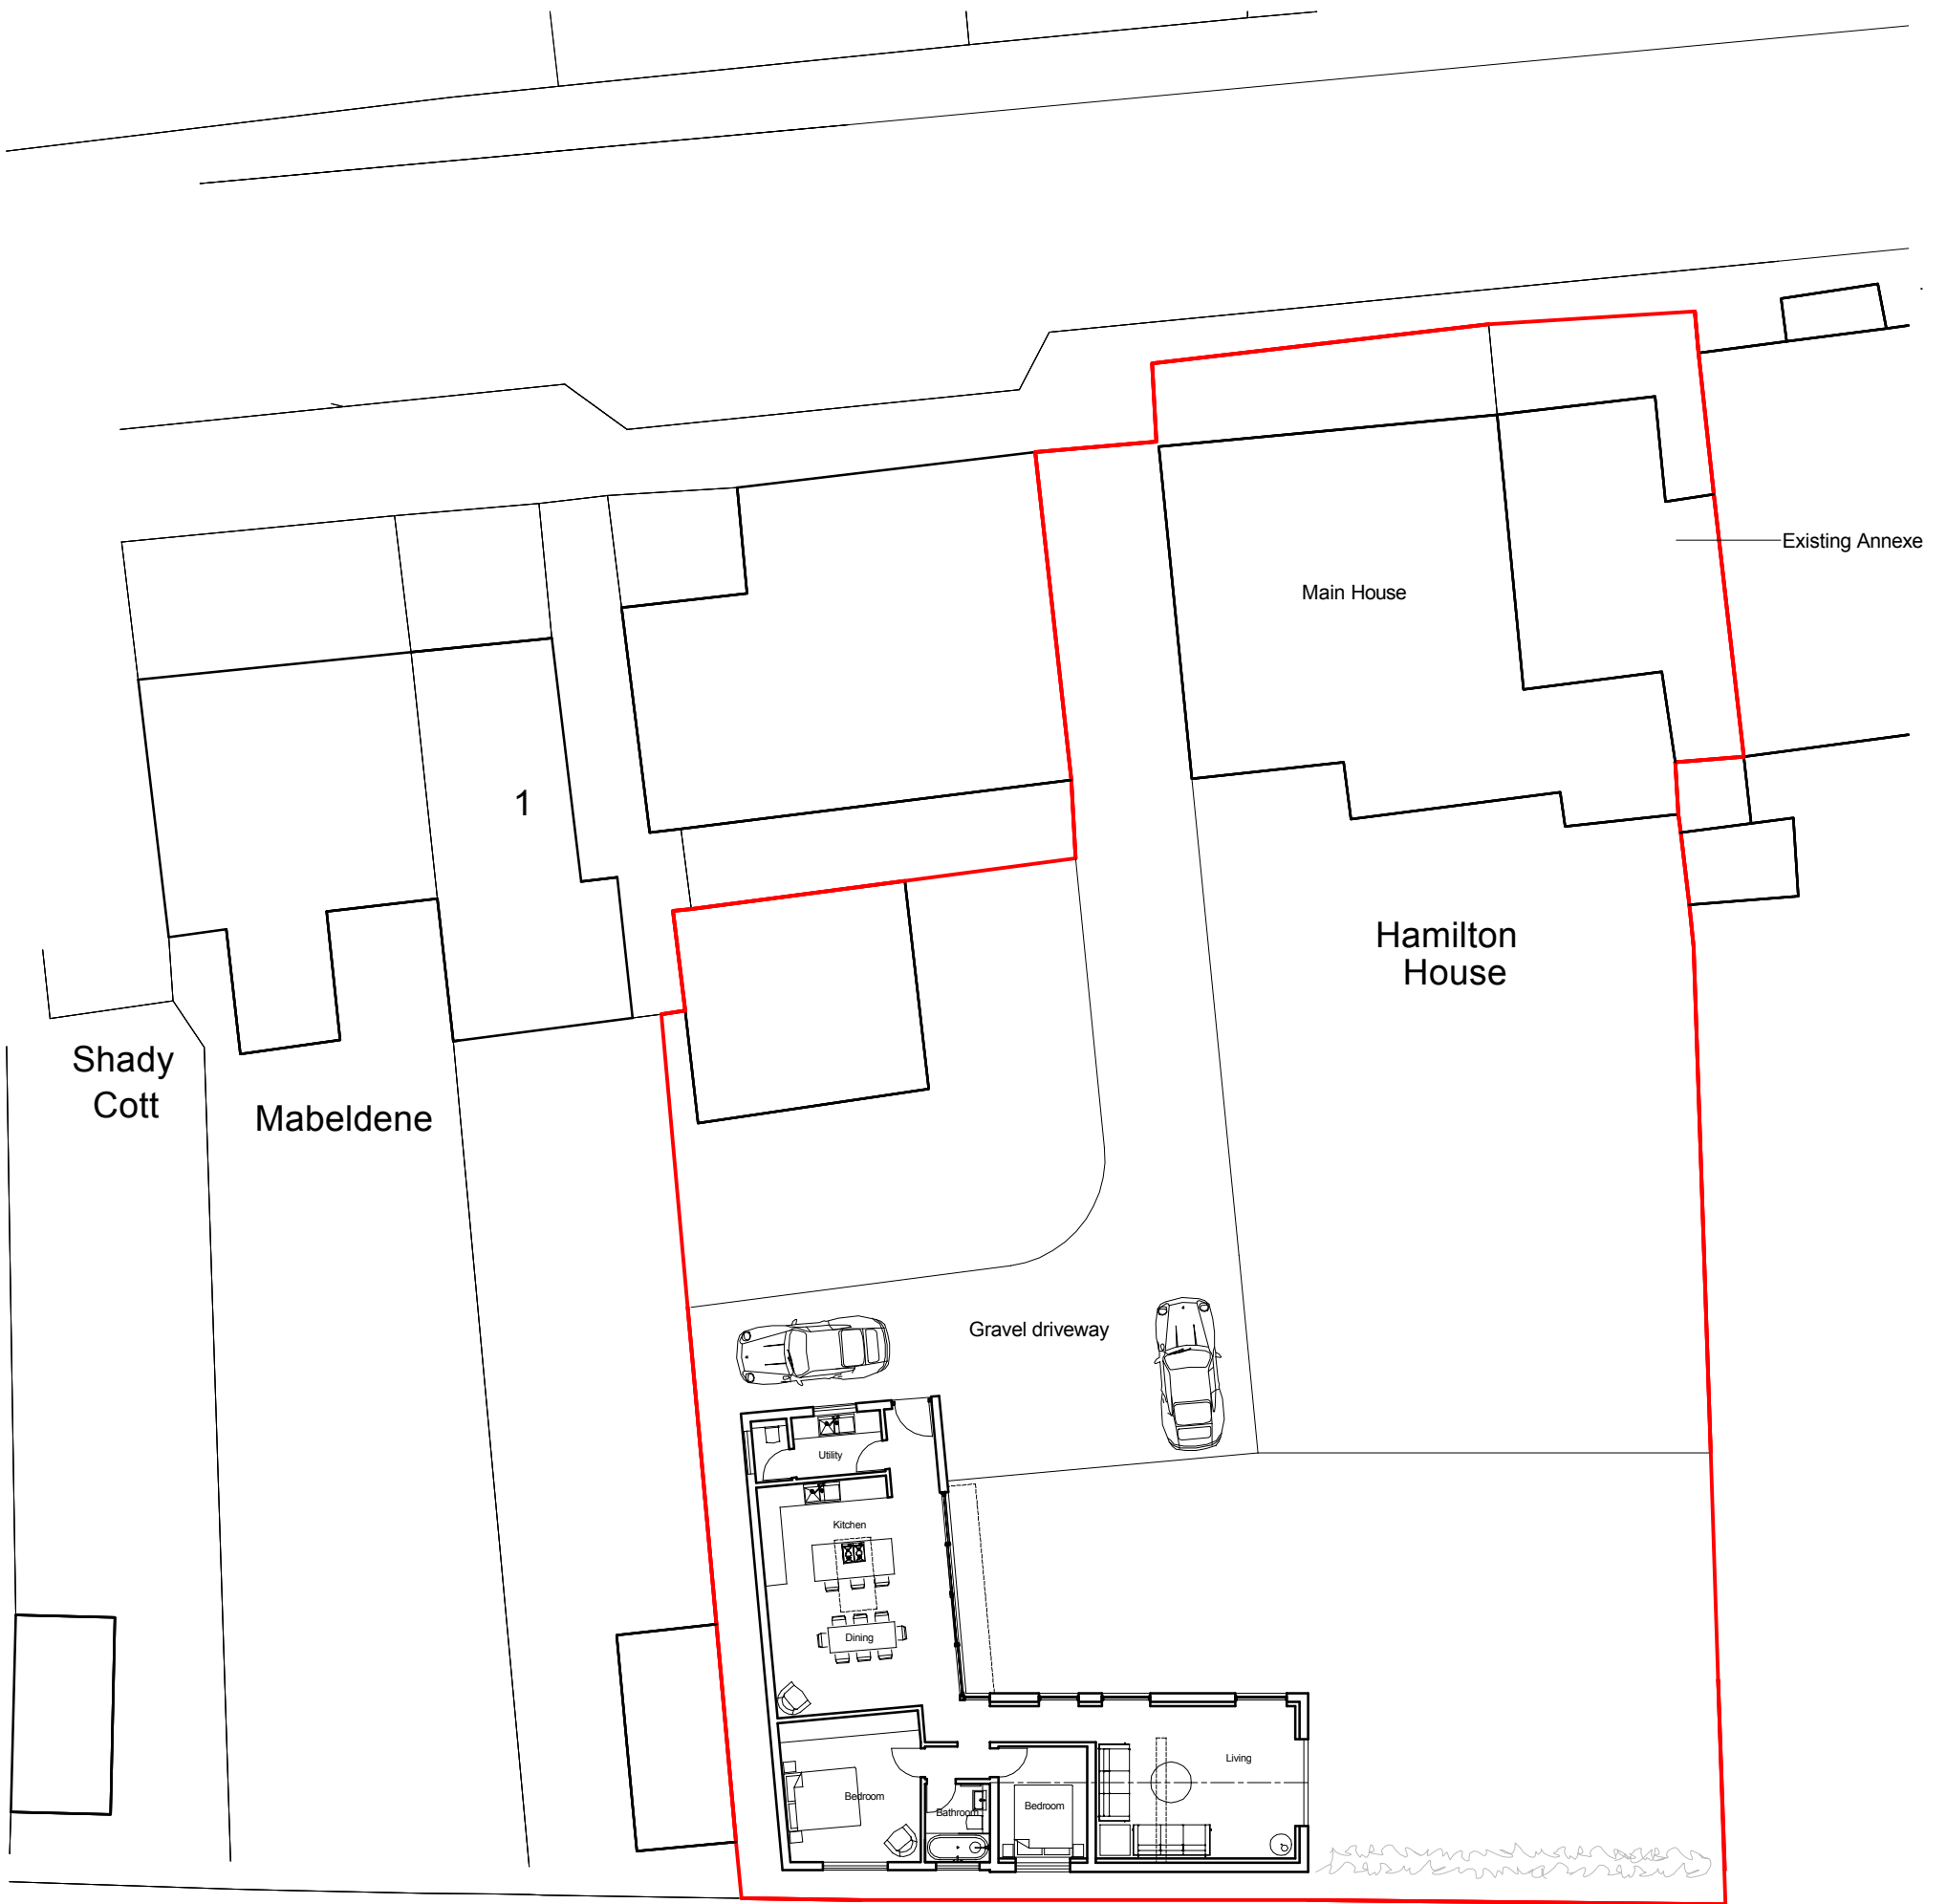 Existing Annexe
Main House
1
Hamilton
House
Shady
Cott
Mabeldene
Gravel driveway
Utility
Kitchen
Dining
Living
Bedroom
Bathroom
Bedroom